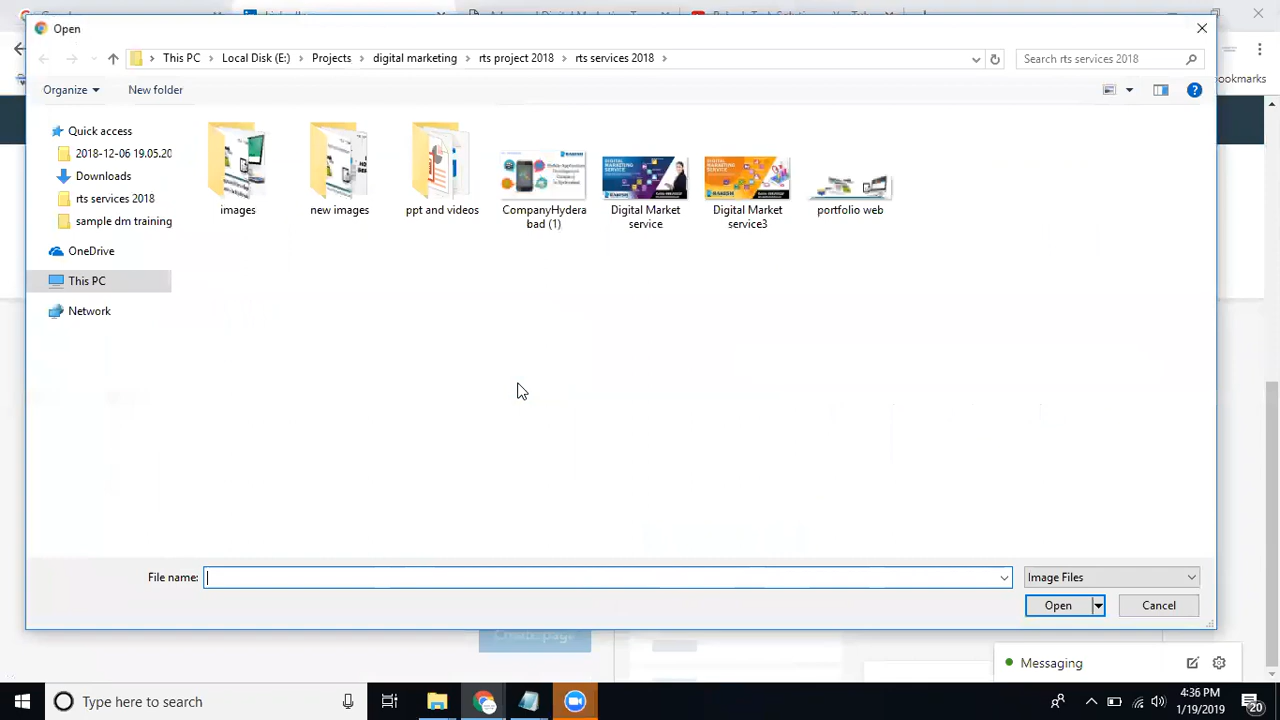 Open
This PC
Local Disk (E:)
Projects
digital marketing
rts project 2018
rts services 2018
Search rts services 2018
Organize
New folder
ookmarks
Quick access
2018-12-06 19.05.20
Downloads
rts services 2018
sample dm training
OneDrive
This PC
Network
images
new images
ppt and videos
CompanyHydera
bad (1)
Digital Market
service
Digital Market
service3
portfolio web
File name:
Image Files
Open
Cancel
Create page
Messaging
Type here to search
4:36 PM
1/19/2019
20